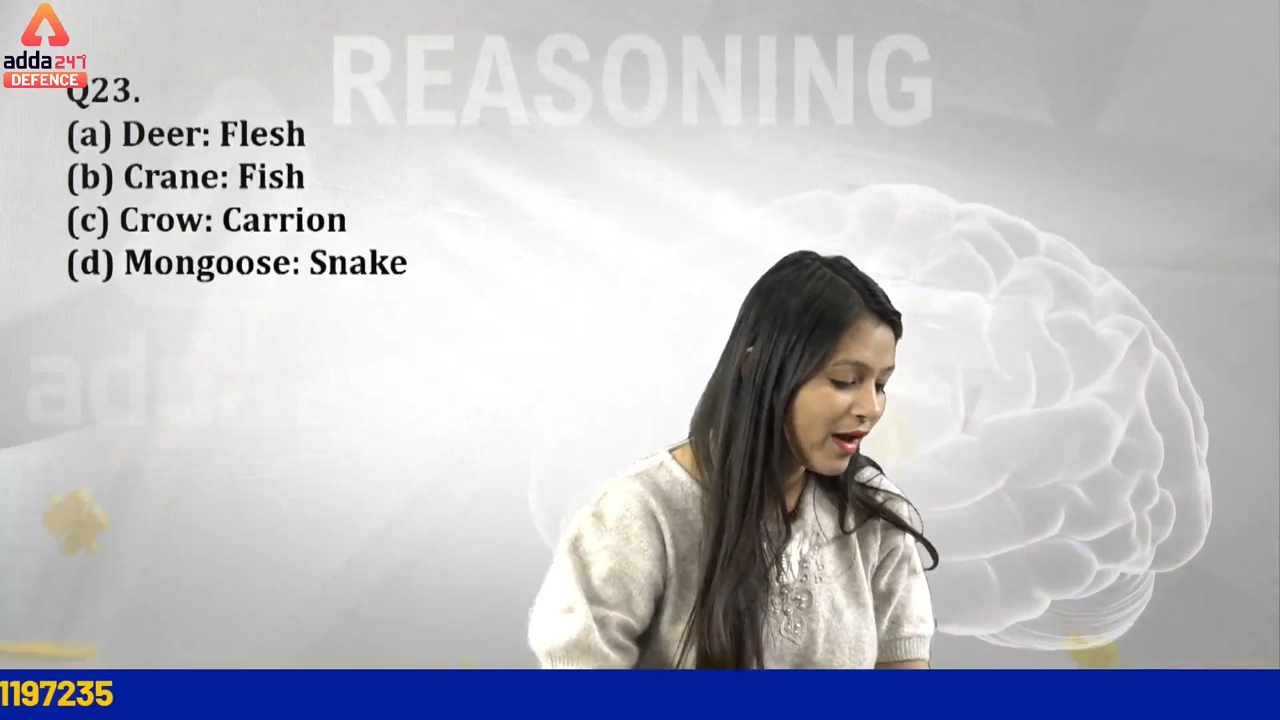 adda247
DEFENCE
REASONING
Q23.
(a) Deer: Flesh
(b) Crane: Fish
(c) Crow: Carrion
(d) Mongoose: Snake
1197235